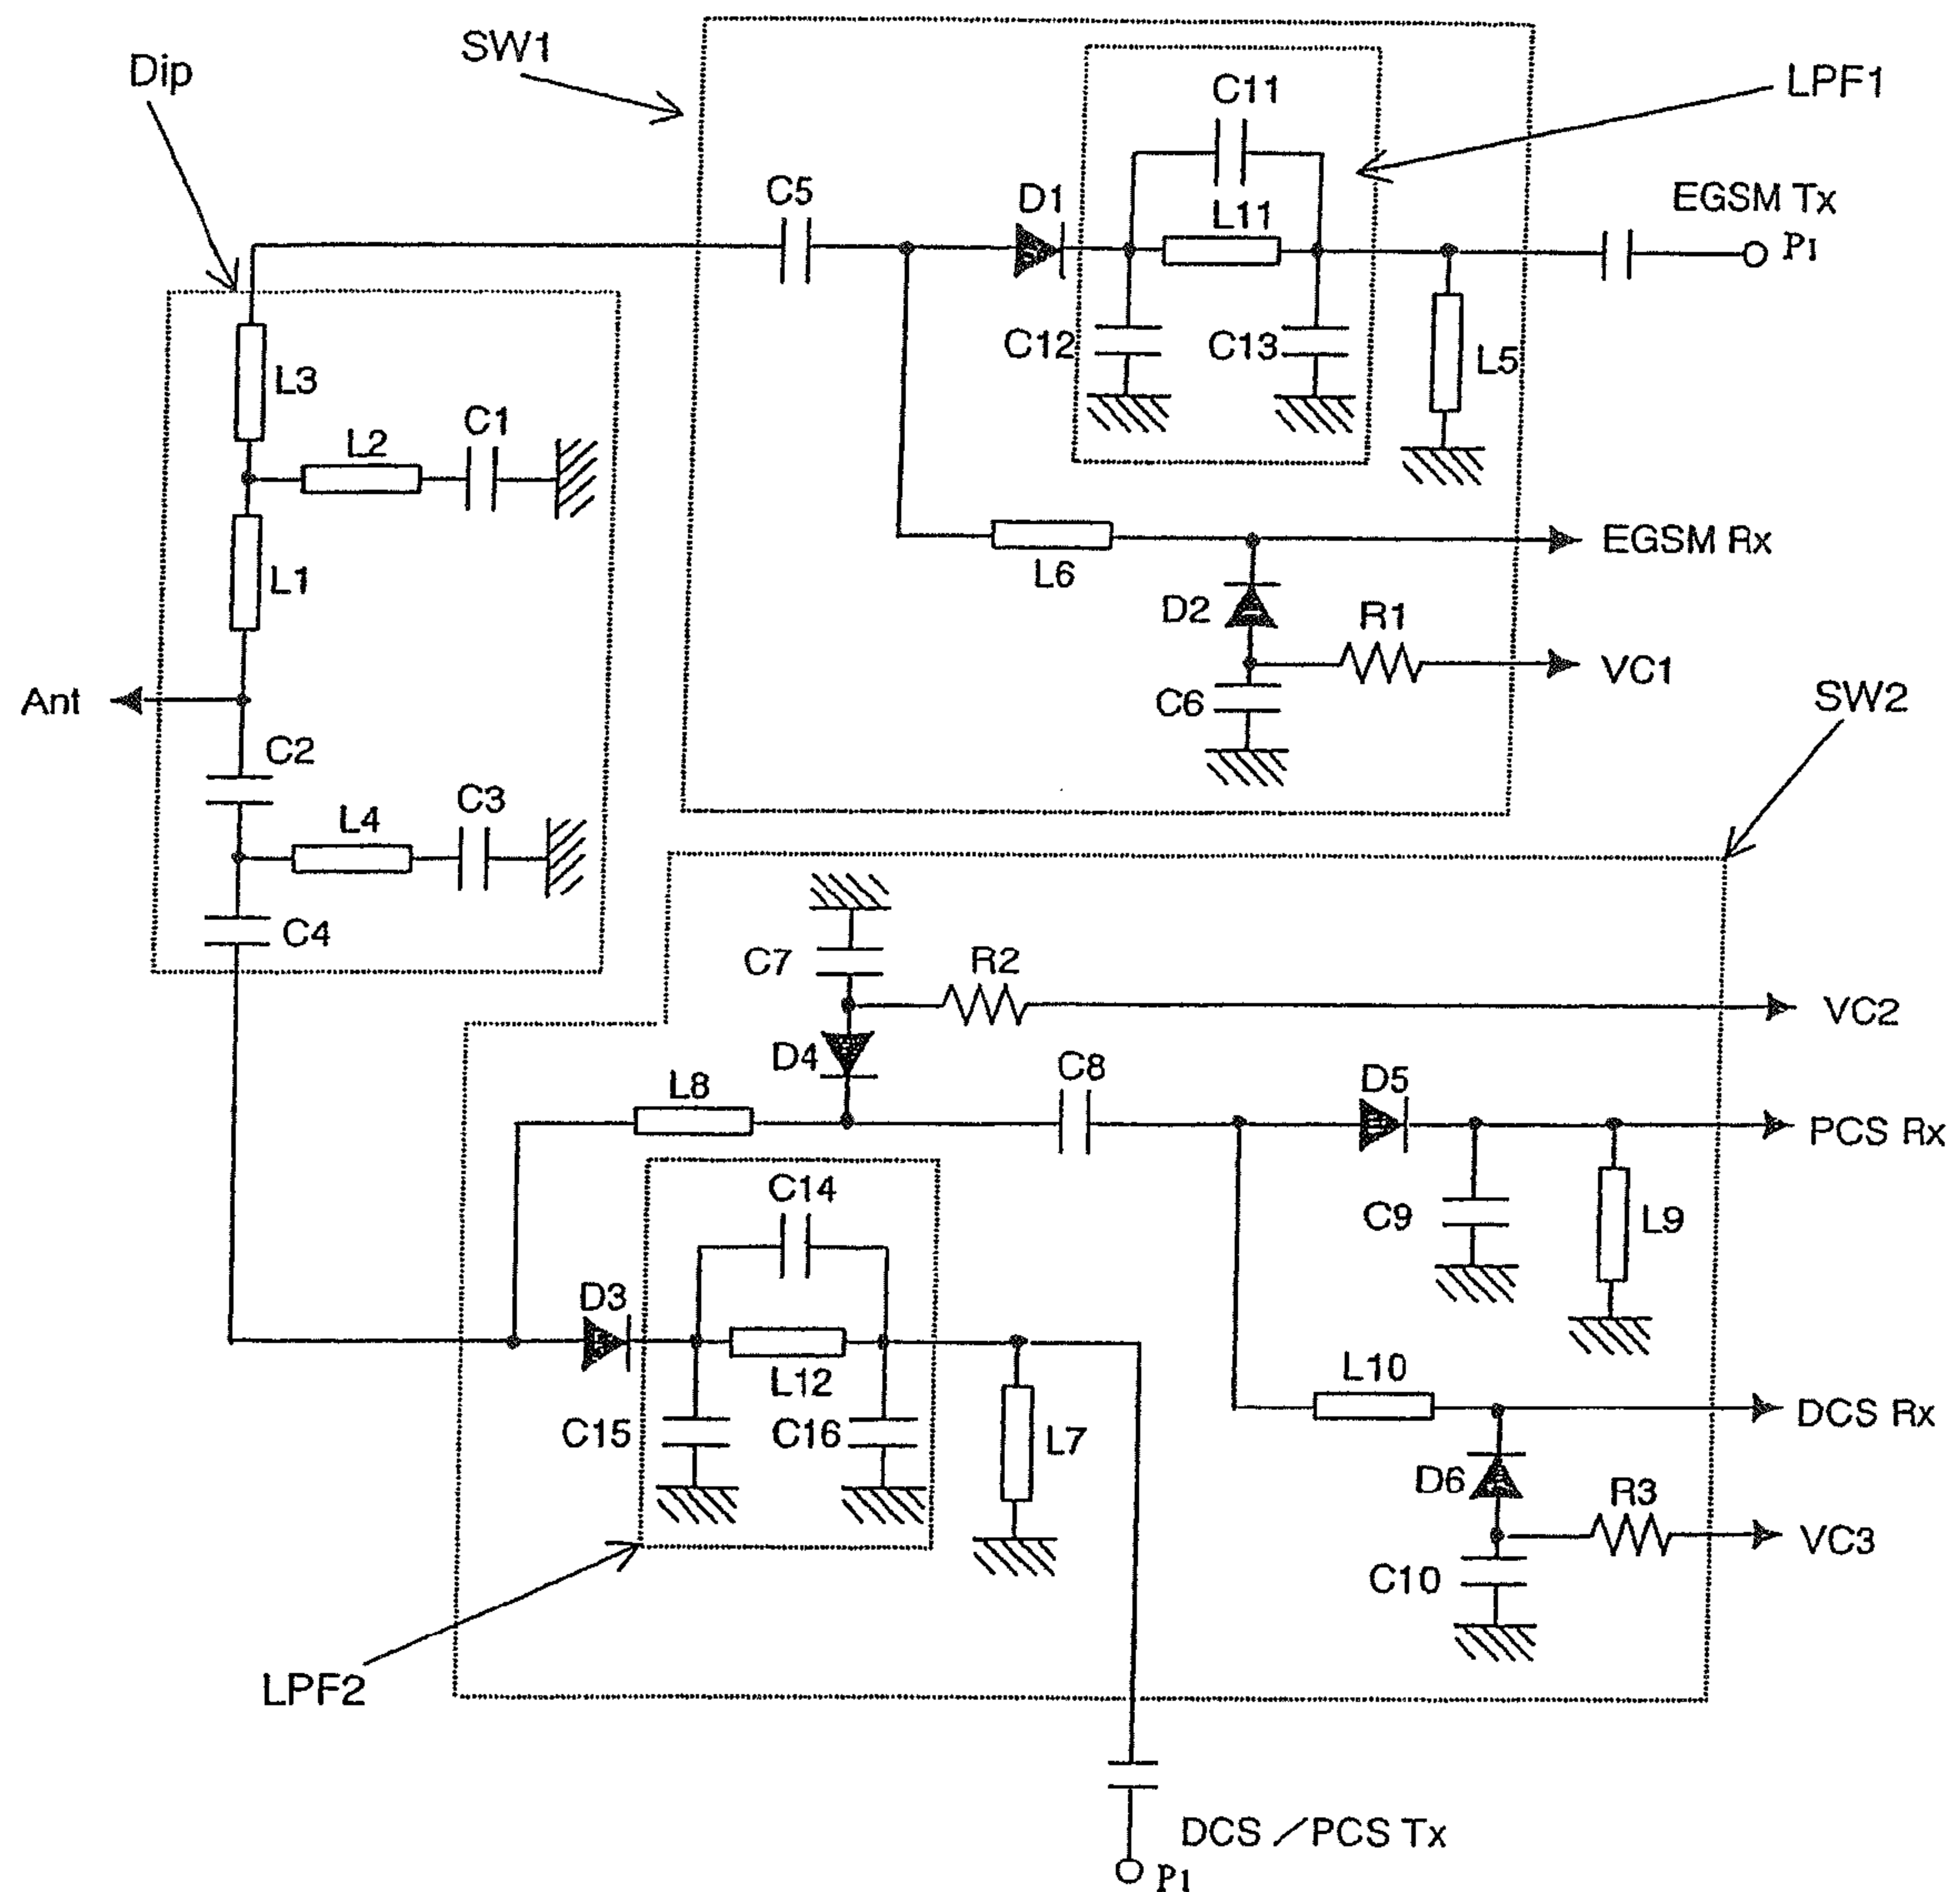 SW1
Dip
C11
LPF1
C5
D1
L11
EGSM Tx
P1
C12
C13
L5
L3
C1
L2
L1
EGSM Rx
L6
D2
R1
VC1
C6
SW2
Ant
C2
C3
L4
C4
C7
R2
VC2
D4
C8
D5
L8
PCS Rx
C14
C9
L9
D3
L12
L10
DCS Rx
C15
C16
L7
D6
R3
VC3
C10
LPF2
DCS /PCS Tx
P1